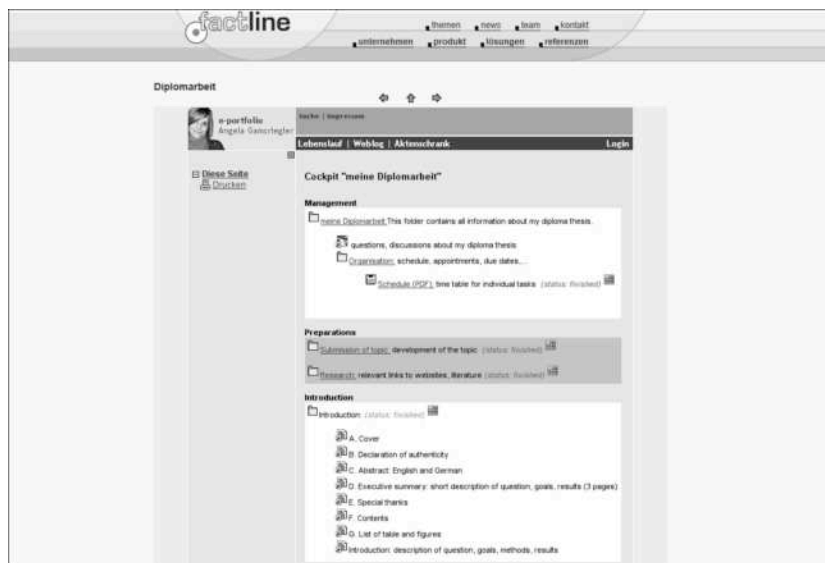 factline
themen news team kontakt
unternehmen produkt lösungen referenzen
Diplomarbeit
e-portfolio
Angela Gamsriegler
Suche | Impressum
Lebenslauf | Weblog | Aktenschrank Login
Diese Seite
Drucken
Cockpit "meine Diplomarbeit"
Management
meine Diplomarbeit: This folder contains all information about my diploma thesis.
questions, discussions about my diploma thesis
Organisation: schedule, appointments, due dates,...
Schedule (PDF): time table for individual tasks (status: finished)
Preparations
Submission of topic: development of the topic (status: finished)
Research: relevant links to websites, literature (status: finished)
Introduction
Introduction: (status: finished)
A. Cover
B. Declaration of authenticity
C. Abstract: English and German
D. Executive summary: short description of question, goals, results (3 pages)
E. Special thanks
F. Contents
G. List of table and figures
Introduction: description of question, goals, methods, results